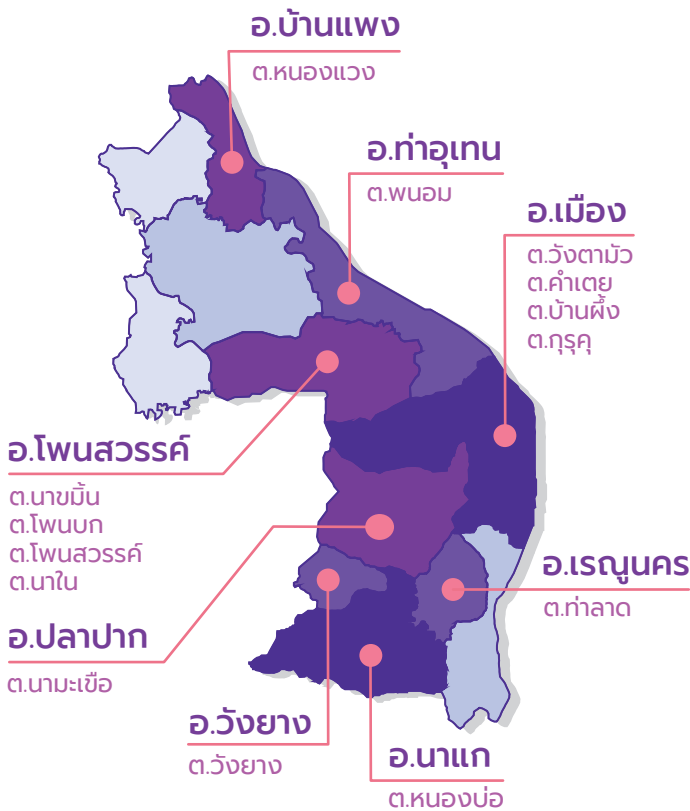 อ.บ้านแพง
ต.หนองแวง
อ.ท่าอุเทน
ต.พนอม
อ.เมือง
ต.วังตามัว
ต.คำเตย
ต.บ้านผึ้ง
ต.กุรุคุ
อ.โพนสวรรค์
ต.นาขมิ้น
ต.โพนบก
ต.โพนสวรรค์
ต.นาใน
อ.เรณูนคร
ต.ท่าลาด
อ.ปลาปาก
ต.นามะเขือ
อ.วังยาง
ต.วังยาง
อ.นาแก
ต.หนองบ่อ